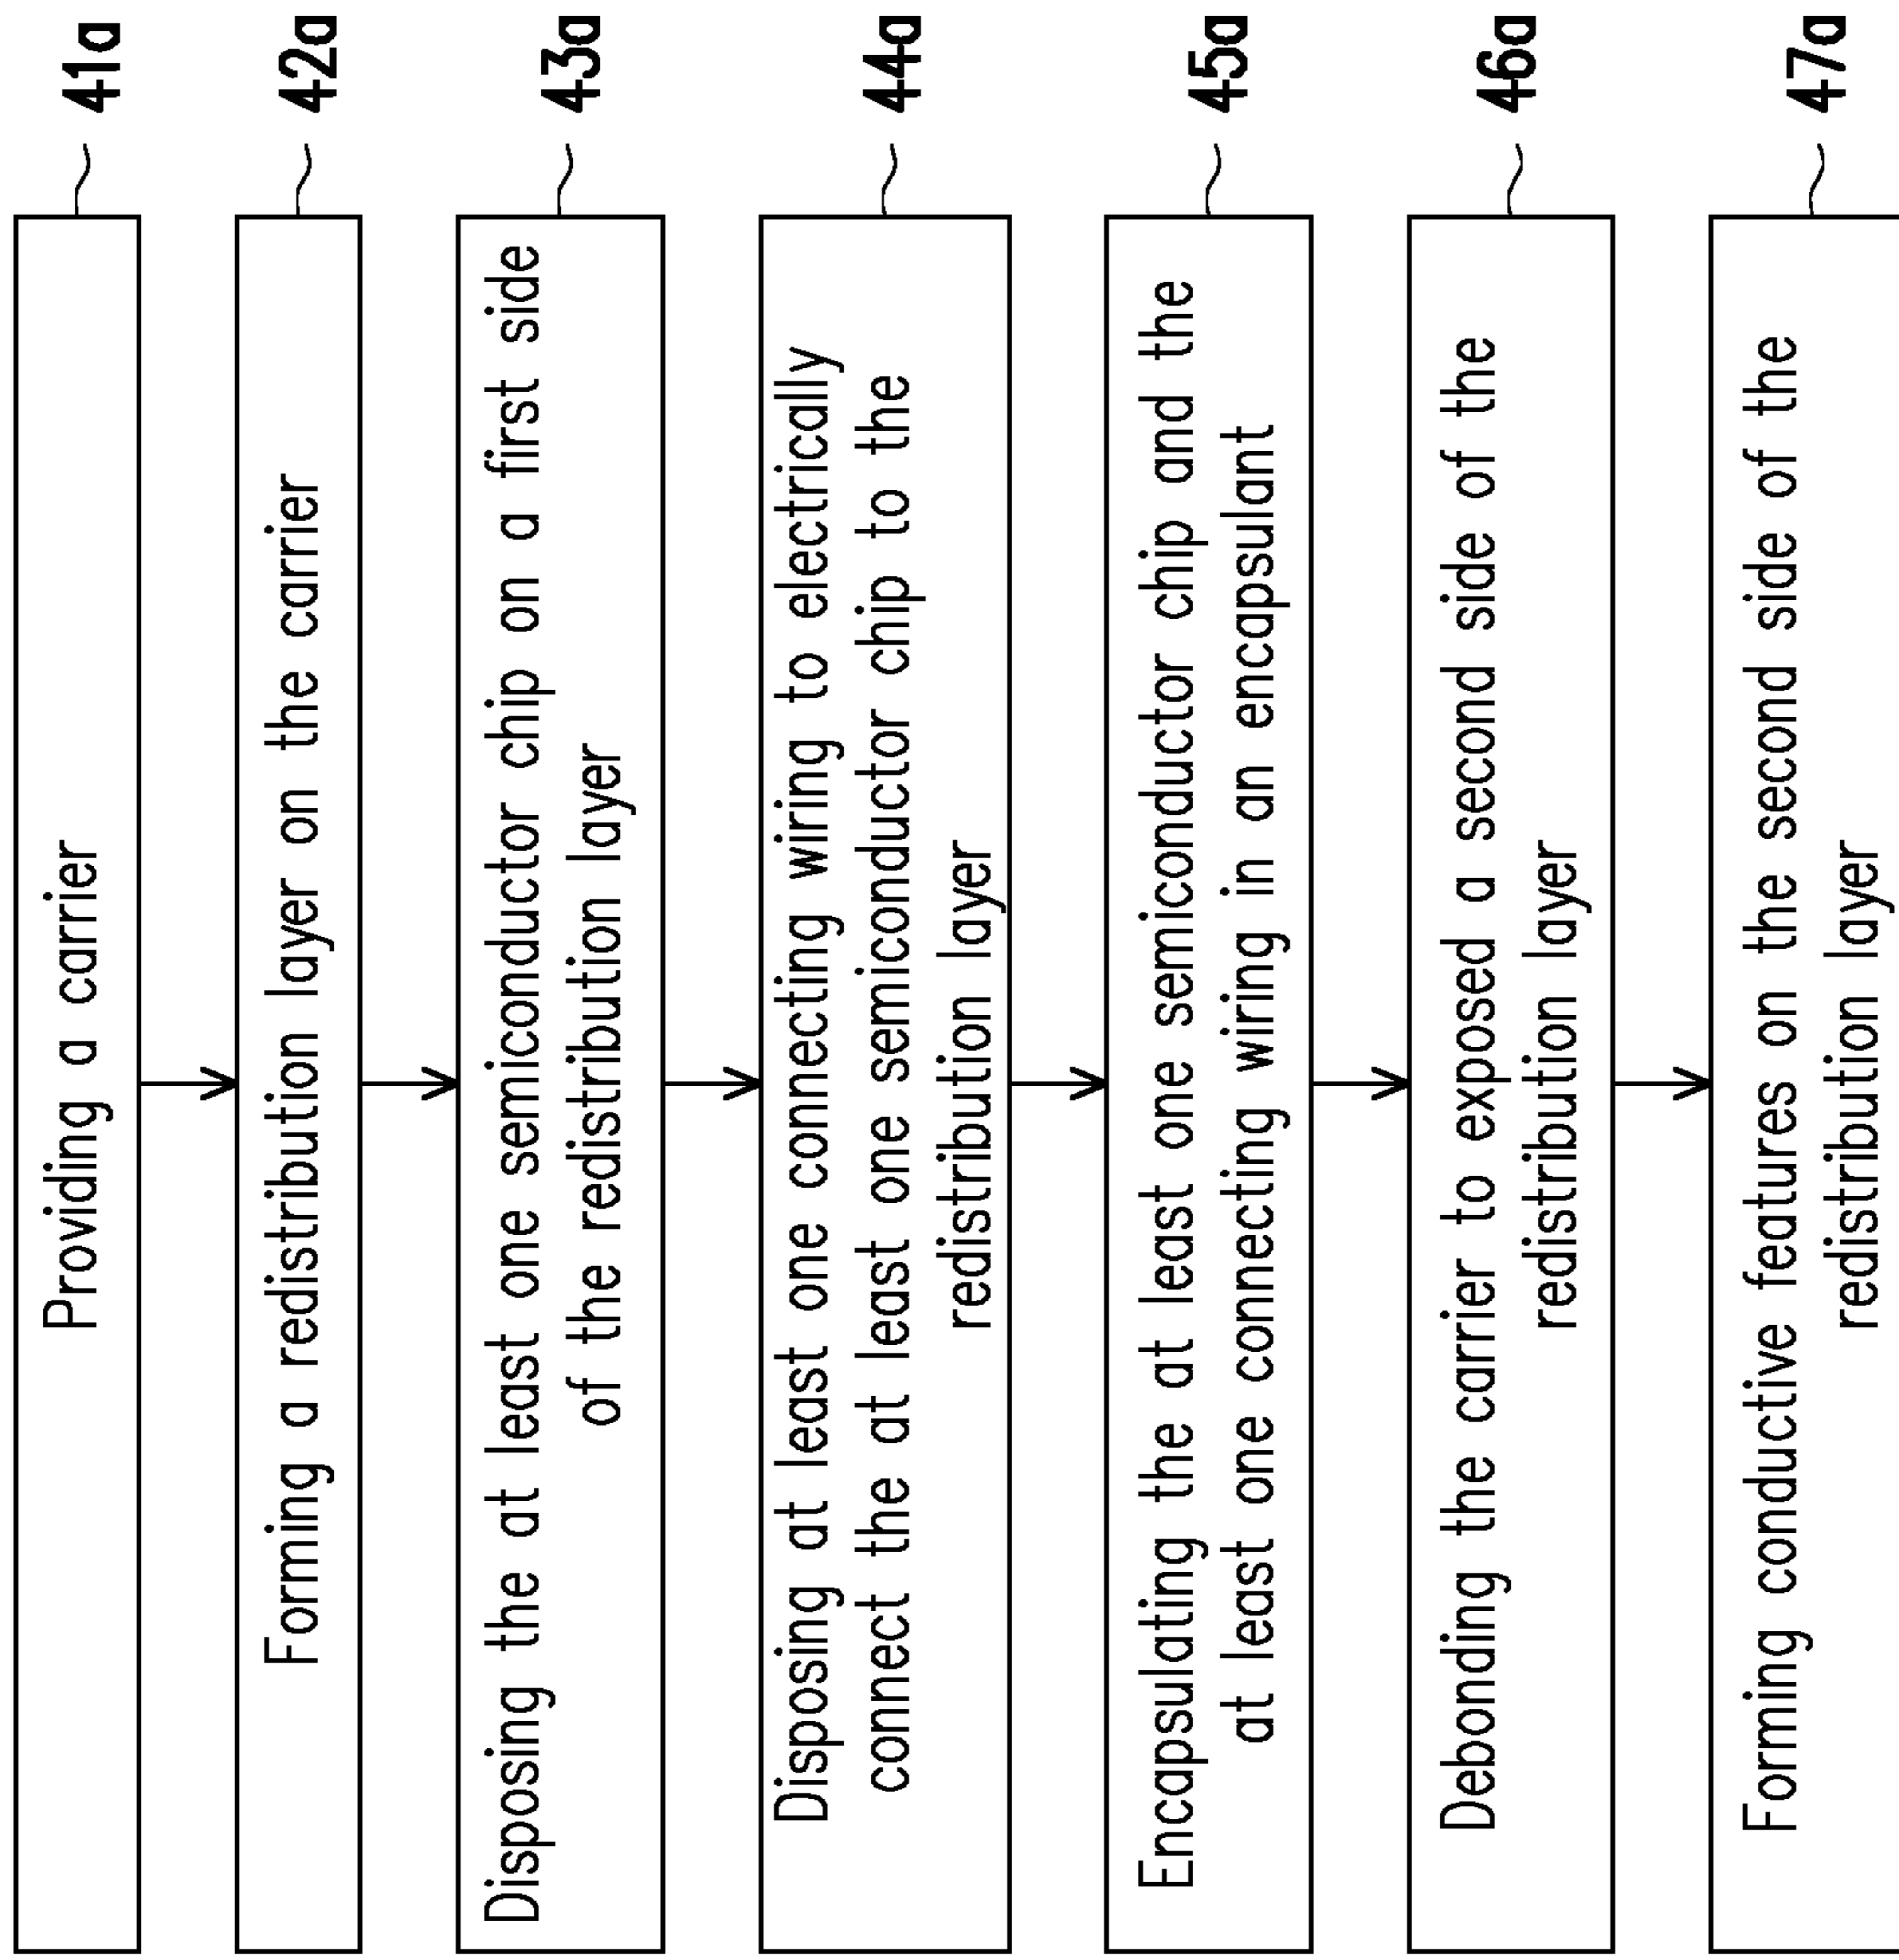 Providing a carrier
41a
Forming a redistribution layer on the carrier
42a
Disposing the at least one semiconductor chip on a first side
of the redistribution layer
43a
Disposing at least one connecting wiring to electrically
connect the at least one semiconductor chip to the
redistribution layer
44a
Encapsulating the at least one semiconductor chip and the
at least one connecting wiring in an encapsulant
45a
Debonding the carrier to exposed a second side of the
redistribution layer
46a
Forming conductive features on the second side of the
redistribution layer
47a